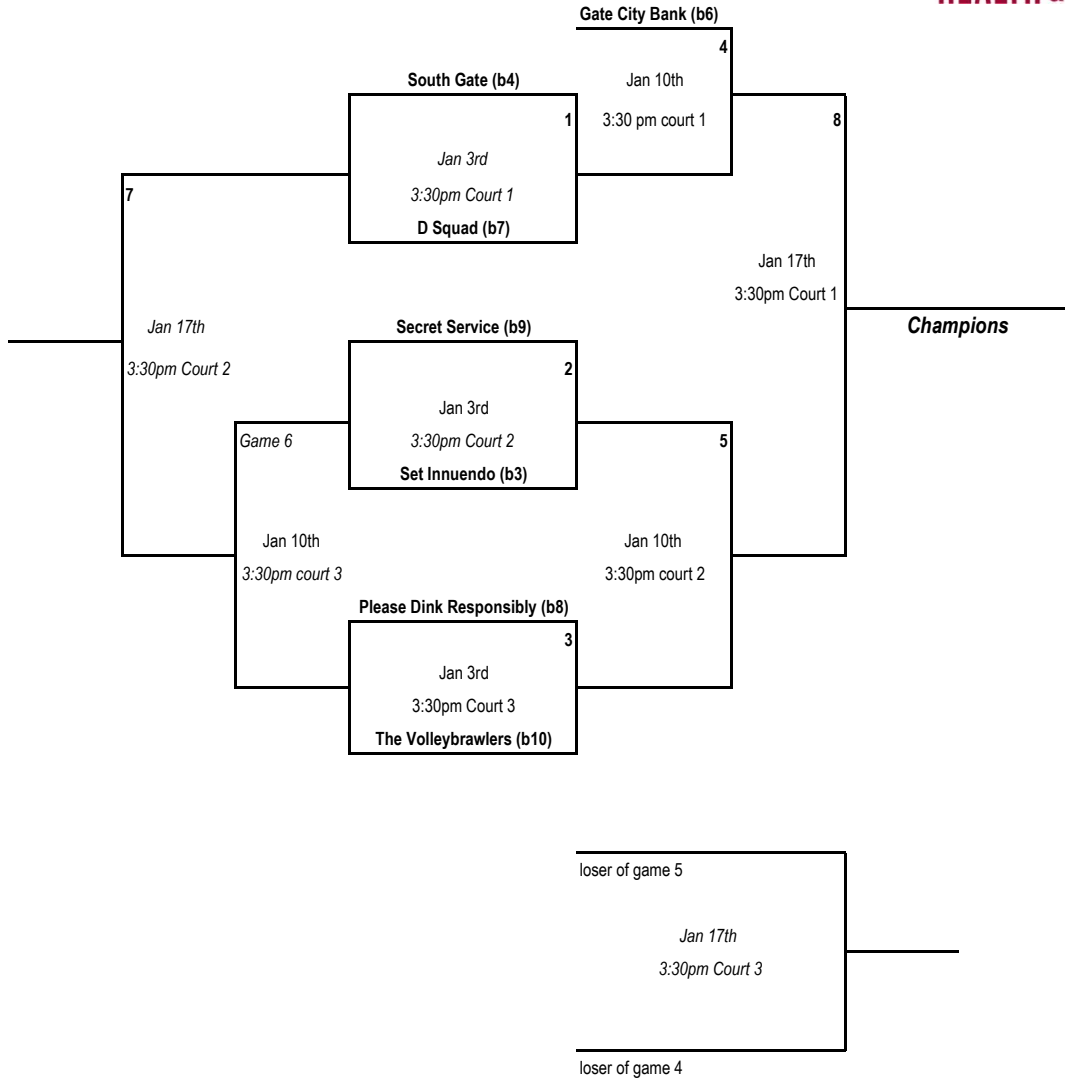 Gate City Bank (b6)
4
South Gate (b4)
Jan 10th
1
3:30 pm court 1
8
Jan 3rd
7
3:30pm Court 1
D Squad (b7)
Jan 17th
3:30pm Court 1
Secret Service (b9)
Jan 17th
Champions
3:30pm Court 2
2
Jan 3rd
Game 6
3:30pm Court 2
5
Set Innuendo (b3)
Jan 10th
Jan 10th
3:30pm court 3
3:30pm court 2
Please Dink Responsibly (b8)
3
Jan 3rd
3:30pm Court 3
The Volleybrawlers (b10)
loser of game 5
Jan 17th
3:30pm Court 3
loser of game 4